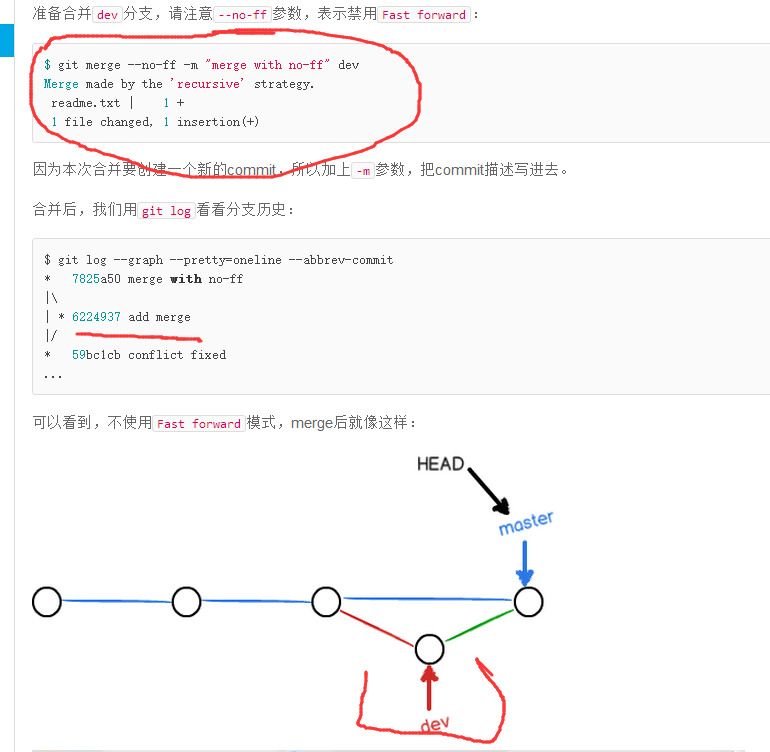 准备合并dev分支，请注意--no-ff参数，表示禁用Fast forward：
$ git merge --no-ff -m "merge with no-ff" dev
Merge made by the 'recursive' strategy.
readme.txt |    1 +
1 file changed, 1 insertion(+)
因为本次合并要创建一个新的commit，所以加上-m参数，把commit描述写进去。
合并后，我们用git log看看分支历史：
$ git log --graph --pretty=oneline --abbrev-commit
*   7825a50 merge with no-ff
|\
| * 6224937 add merge
|/
*   59bc1cb conflict fixed
...
可以看到，不使用Fast forward模式，merge后就像这样：
HEAD
master
dev